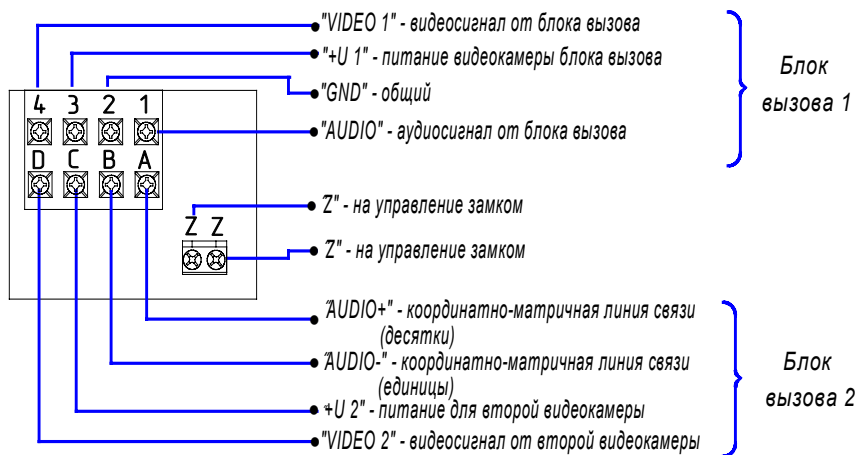 "VIDEO 1" - видеосигнал от блока вызова
"+U 1" - питание видеокамеры блока вызова
"GND" - общий
"AUDIO" - аудиосигнал от блока вызова
Блок
вызова 1
4 3 2 1
D C B A
Z Z
"Z" - на управление замком
"Z" - на управление замком
"AUDIO+" - координатно-матричная линия связи
(десятки)
"AUDIO-" - координатно-матричная линия связи
(единицы)
"+U 2" - питание для второй видеокамеры
"VIDEO 2" - видеосигнал от второй видеокамеры
Блок
вызова 2